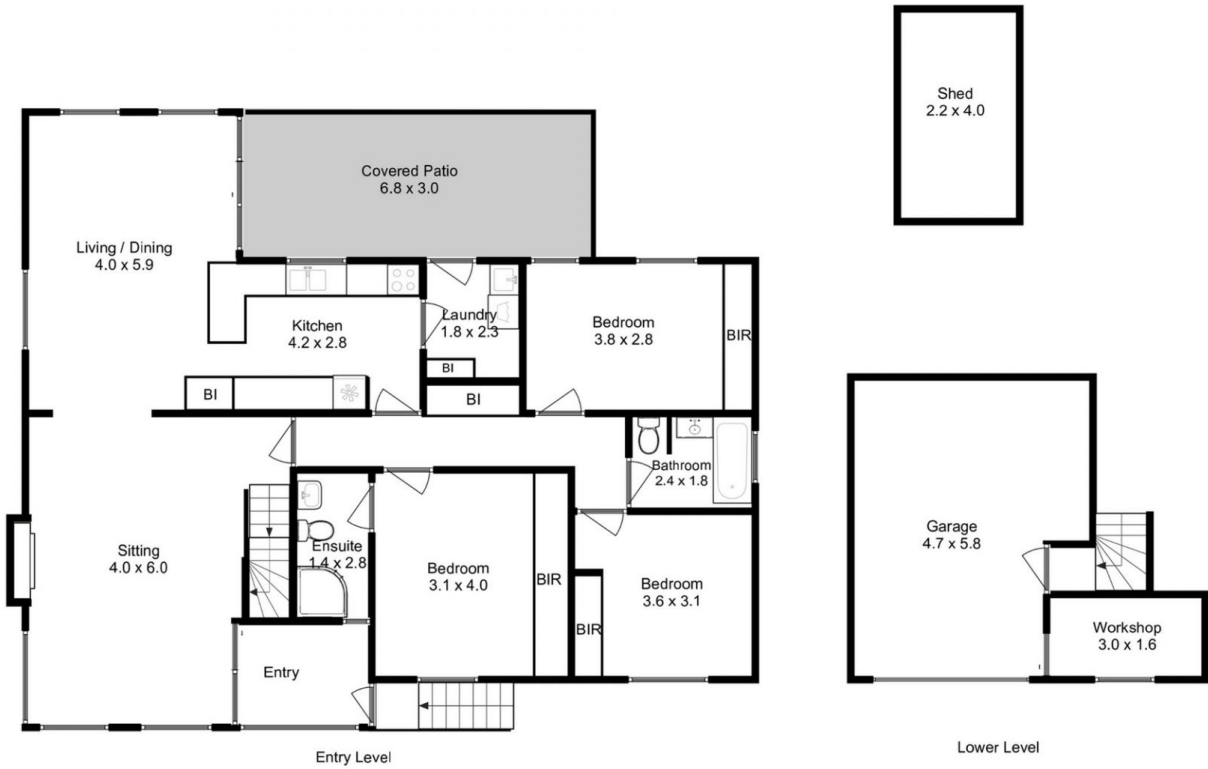 Shed
2.2 x 4.0
Covered Patio
6.8 x 3.0
Living / Dining
4.0 x 5.9
Kitchen
4.2 x 2.8
Laundry
1.8 x 2.3
BI
Bedroom
3.8 x 2.8
BIR
BI
BI
Bathroom
2.4 x 1.8
Sitting
4.0 x 6.0
Ensuite
1.4 x 2.8
Bedroom
3.1 x 4.0
BIR
Bedroom
3.6 x 3.1
BIR
Entry
Garage
4.7 x 5.8
Workshop
3.0 x 1.6
Entry Level
Lower Level